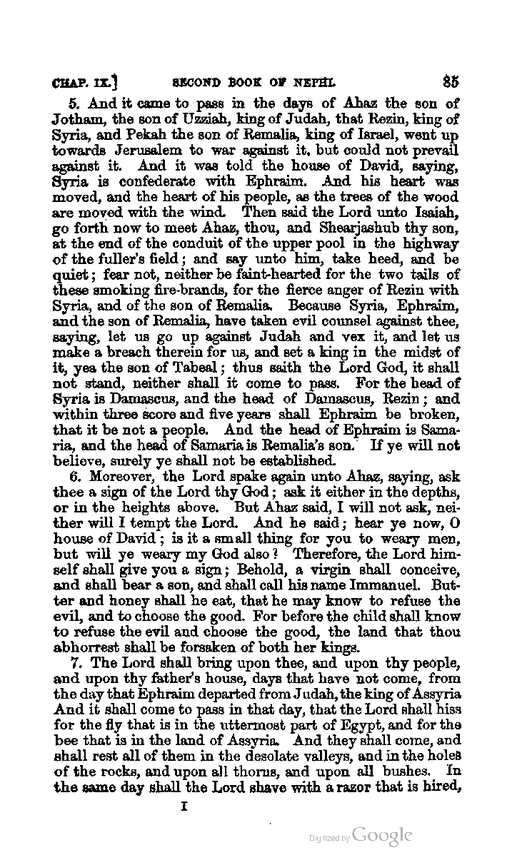 CHAP. IX.] SECOND BOOK OF NEPHI. 85
5. And it came to pass in the days of Ahaz the son of
Jotham, the son of Uzziah, king of Judah, that Rezin, king of
Syria, and Pekah the son of Remalia, king of Israel, went up
towards Jerusalem to war against it, but could not prevail
against it. And it was told the house of David, saying,
Syria is confederate with Ephraim. And his heart was
moved, and the heart of his people, as the trees of the wood
are moved with the wind. Then said the Lord unto Isaiah,
go forth now to meet Ahaz, thou, and Shearjashub thy son,
at the end of the conduit of the upper pool in the highway
of the fuller's field; and say unto him, take heed, and be
quiet; fear not, neither be faint-hearted for the two tails of
these smoking fire-brands, for the fierce anger of Rezin with
Syria, and of the son of Remalia. Because Syria, Ephraim,
and the son of Remalia, have taken evil counsel against thee,
saying, let us go up against Judah and vex it, and let us
make a breach therein for us, and set a king in the midst of
it, yea the son of Tabeal; thus saith the Lord God, it shall
not stand, neither shall it come to pass. For the head of
Syria is Damascus, and the head of Damascus, Rezin; and
within three score and five years shall Ephraim be broken,
that it be not a people. And the head of Ephraim is Sama-
ria, and the head of Samaria is Remalia's son. If ye will not
believe, surely ye shall not be established.
6. Moreover, the Lord spake again unto Ahaz, saying, ask
thee a sign of the Lord thy God; ask it either in the depths,
or in the heights above. But Ahaz said, I will not ask, nei-
ther will I tempt the Lord. And he said; hear ye now, O
house of David; is it a small thing for you to weary men,
but will ye weary my God also? Therefore, the Lord him-
self shall give you a sign; Behold, a virgin shall conceive,
and shall bear a son, and shall call his name Immanuel. But-
ter and honey shall he eat, that he may know to refuse the
evil, and to choose the good. For before the child shall know
to refuse the evil and choose the good, the land that thou
abhorrest shall be forsaken of both her kings.
7. The Lord shall bring upon thee, and upon thy people,
and upon thy father's house, days that have not come, from
the day that Ephraim departed from Judah, the king of Assyria
And it shall come to pass in that day, that the Lord shall hiss
for the fly that is in the uttermost part of Egypt, and for the
bee that is in the land of Assyria. And they shall come, and
shall rest all of them in the desolate valleys, and in the holes
of the rocks, and upon all thorns, and upon all bushes. In
the same day shall the Lord shave with a razor that is hired,
I
Digitized by Google